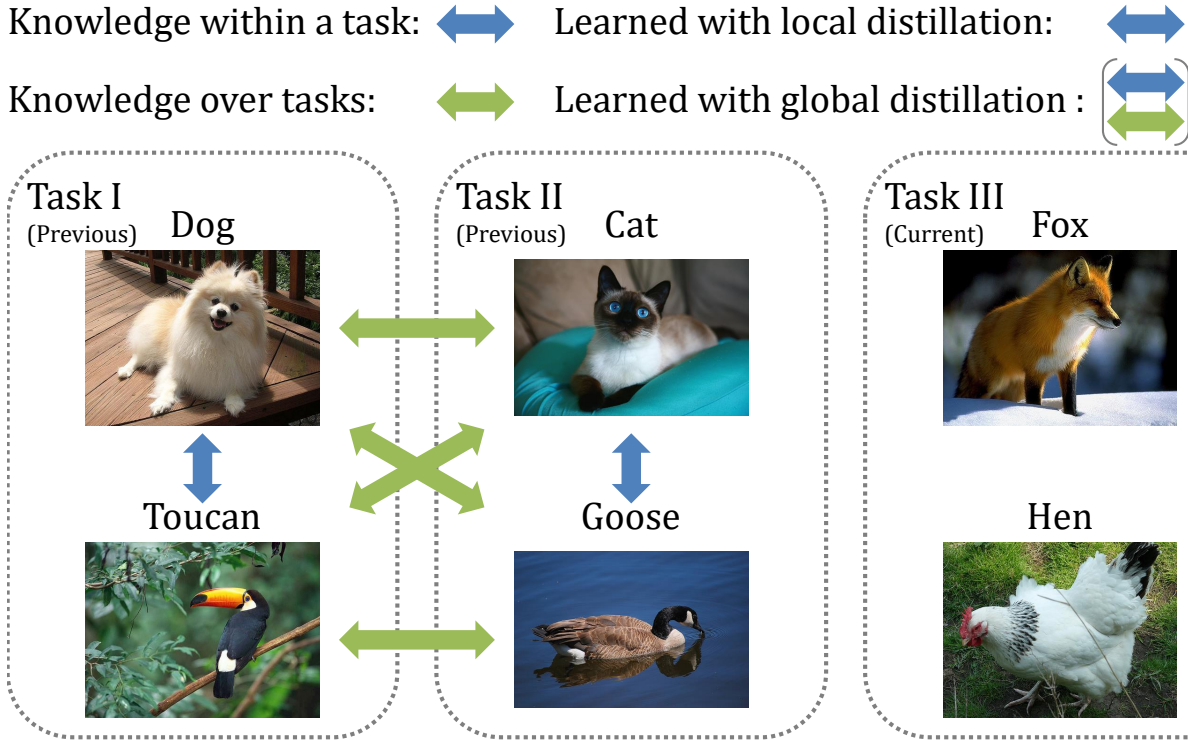 Knowledge within a task: Learned with local distillation:
Knowledge over tasks: Learned with global distillation :
Task I
(Previous) Dog
Toucan
Task II
(Previous) Cat
Goose
Task III
(Current) Fox
Hen